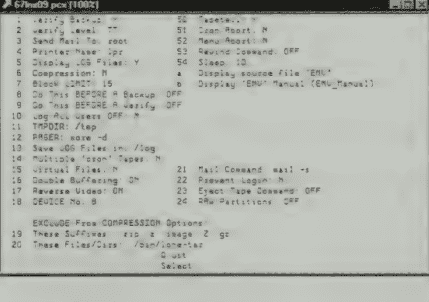 67lns09.pcx [100%]
1 Verify Backup
50
2 Verify Level
51 Cron Abort: N
3 Send Mail To: root
52 Menu Abort: N
4 Printer Name: lpr
53 Rewind Command: OFF
5 Display LOG Files: Y
54 Sleep: 10
6 Compression: N
a Display source file "ENV"
7 Block LIMIT: 15
b Display "ENV" Manual (ENV_Manual)
8 Do This BEFORE A Backup OFF
9 Do This BEFORE A Verify OFF
10 Log All Users OFF: N
11 TMPDIR: /tmp
12 PAGER: more -d
13 Save LOG Files in: /log
14 Multiple "cron" Tapes: N
15 Virtual Files: N
21 Mail Command: mail -s
16 Double Buffering: ON
22 Prevent Login: N
17 Reverse Video: ON
23 Eject Tape Command: OFF
18 DEVICE No. 8
24 RAW Partitions: OFF
EXCLUDE From COMPRESSION Options:
19 These Suffixes: zip z image Z gz
20 These Files/Dirs: /bin/lone-tar
Quit
Select